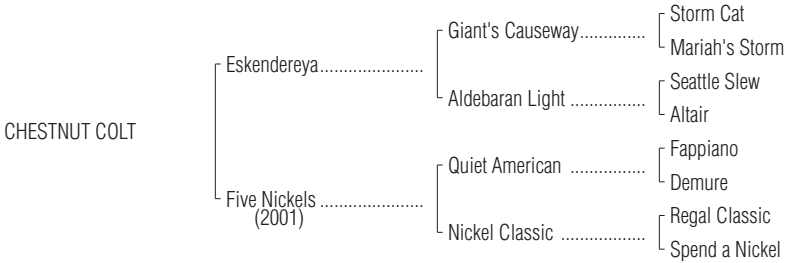 Storm Cat
Giant's Causeway..............
Mariah's Storm
Eskendereya......................
Seattle Slew
Aldebaran Light ................
Altair
CHESTNUT COLT
Fappiano
Quiet American ................
Demure
Five Nickels ......................
(2001)
Regal Classic
Nickel Classic ..................
Spend a Nickel